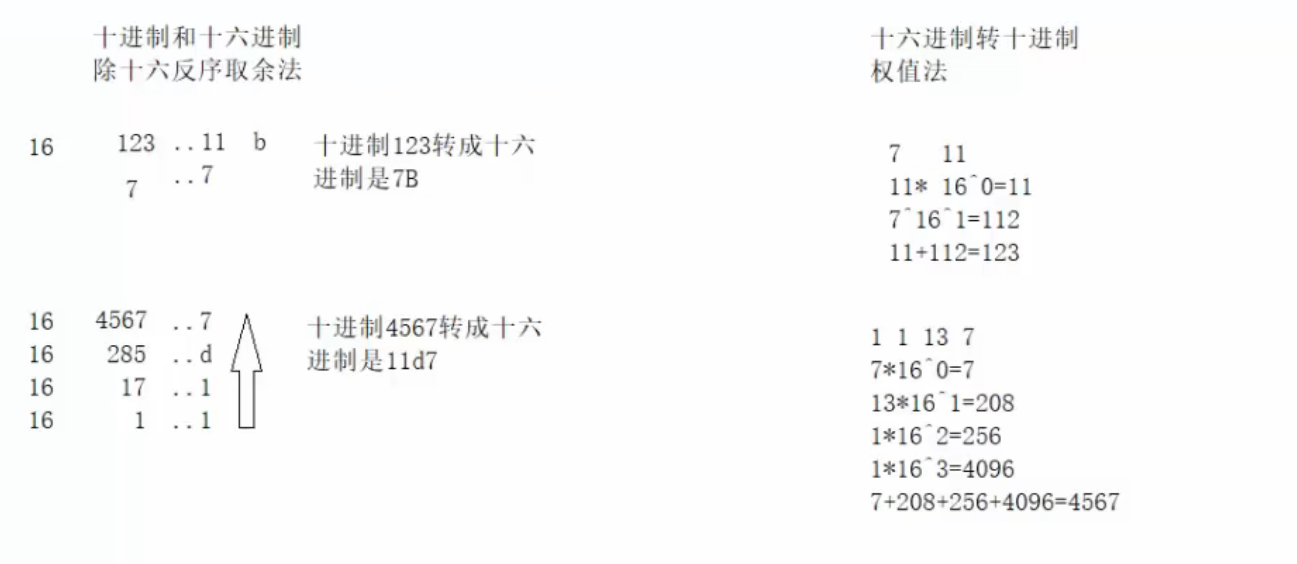 十进制和十六进制
除十六反序取余法
16 123 ..11 b
7 ..7
十进制123转成十六
进制是7B
16 4567 ..7
16 285 ..d
16 17 ..1
16 1 ..1
十进制4567转成十六
进制是11d7
十六进制转十进制
权值法
7 11
11* 16^0=11
7^16^1=112
11+112=123
1 1 13 7
7*16^0=7
13*16^1=208
1*16^2=256
1*16^3=4096
7+208+256+4096=4567